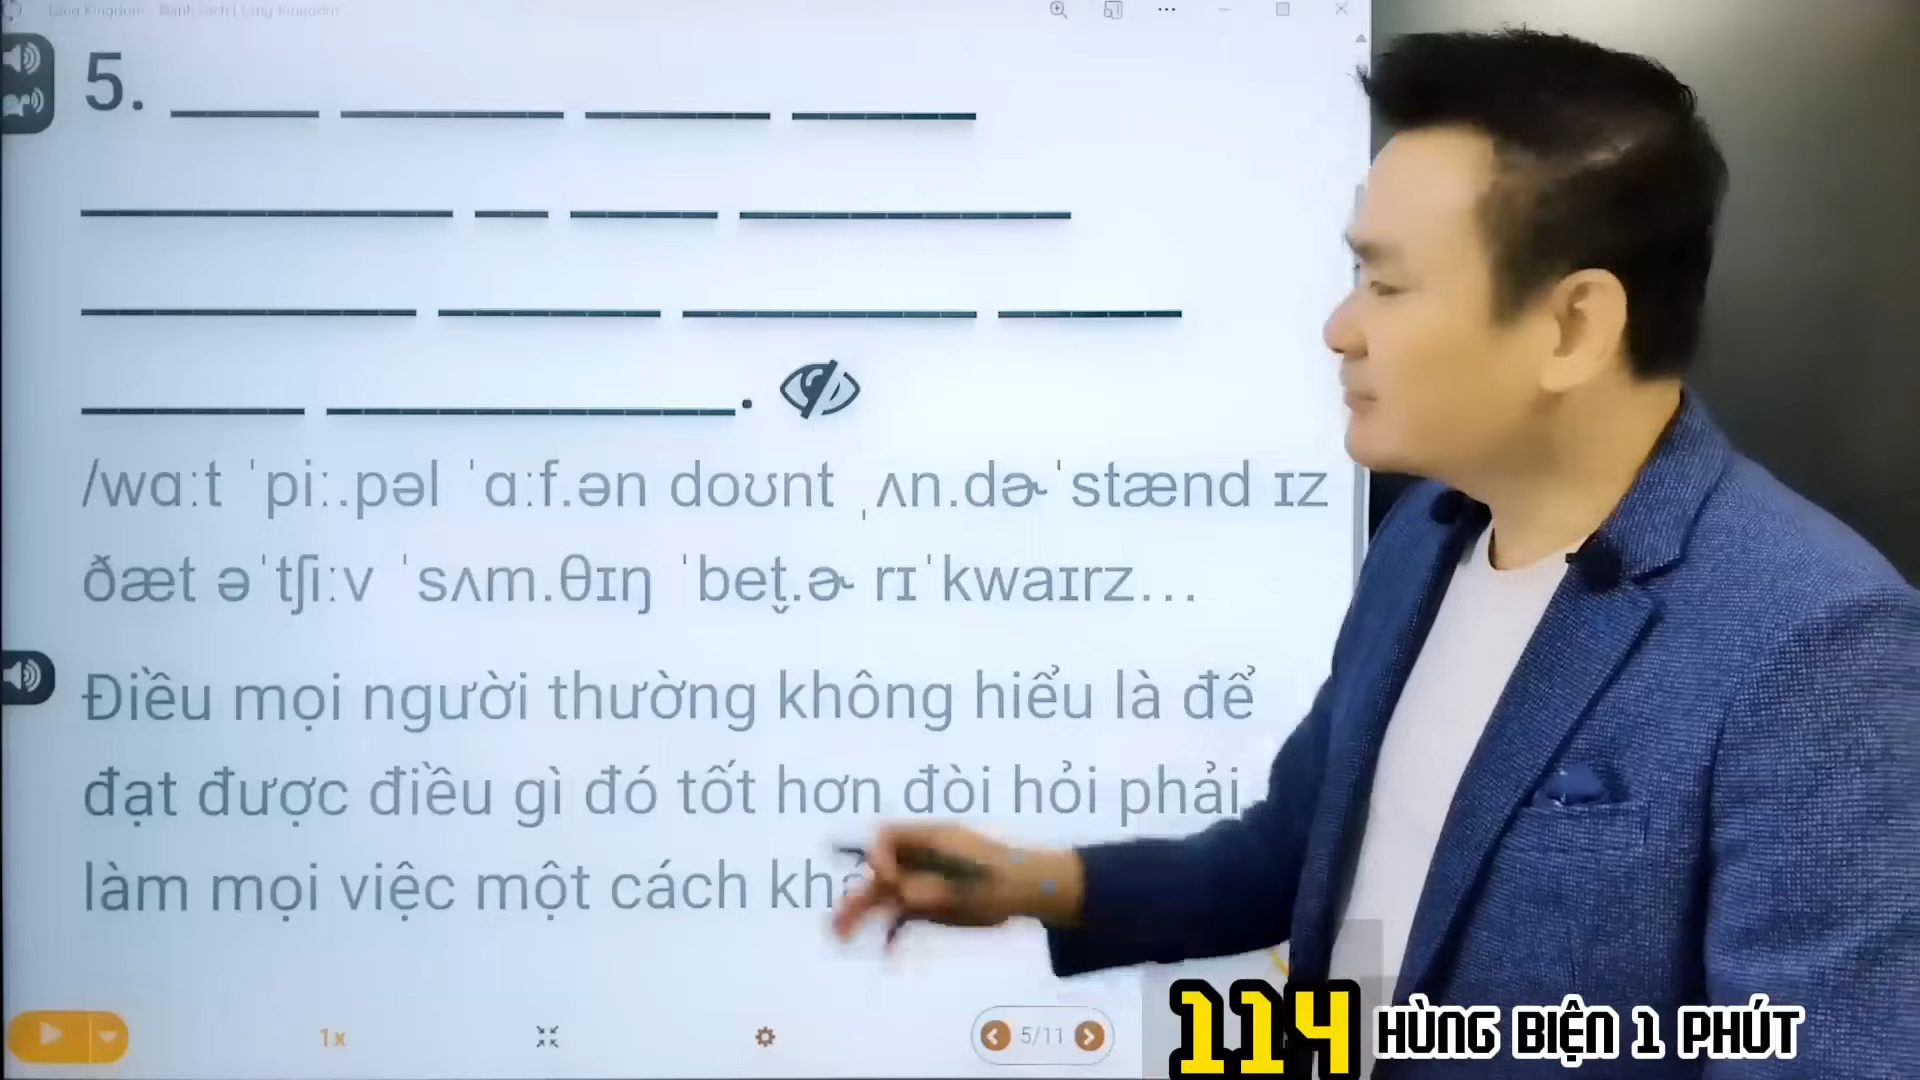 5.
/wɑːt ˈpiː.pəl ˈɑːf.ən doʊnt ˌʌn.dɚˈstænd ɪz
ðæt əˈtʃiːv ˈsʌm.θɪŋ ˈbet̬.ɚ rɪˈkwaɪrz...
Điều mọi người thường không hiểu là để
đạt được điều gì đó tốt hơn đòi hỏi phải
làm mọi việc một cách
1x
5/11
114 HÙNG BIỆN 1 PHÚT